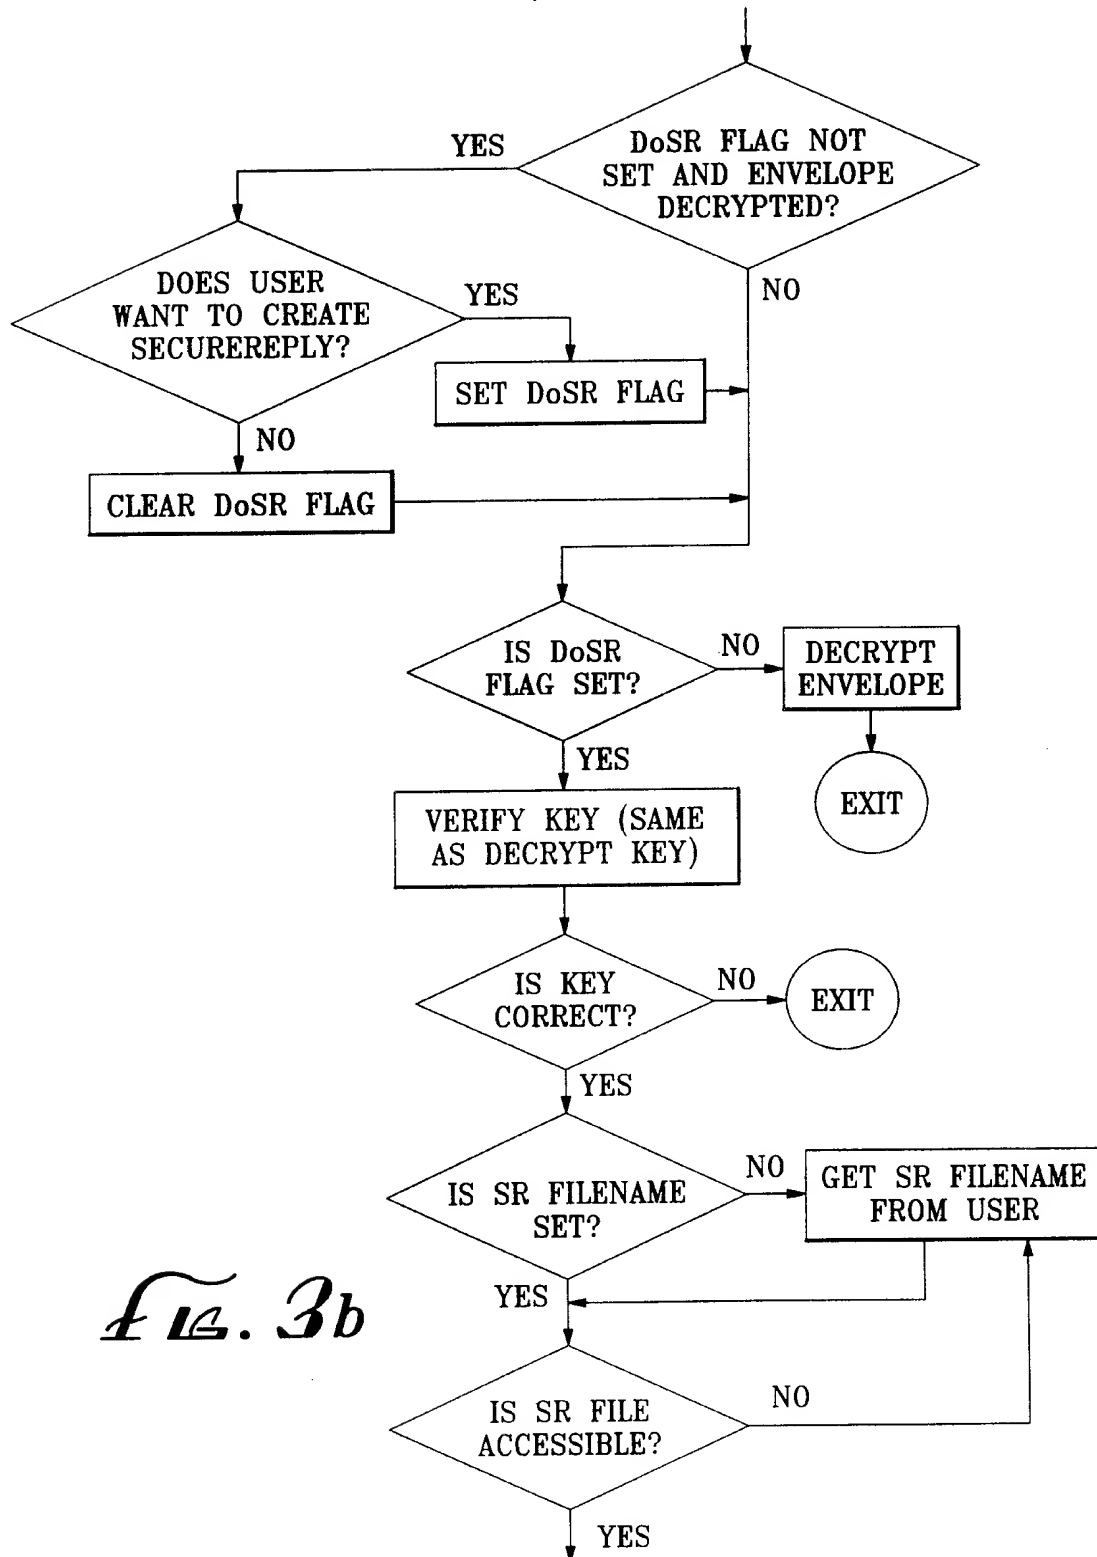 DoSR FLAG NOT
SET AND ENVELOPE
DECRYPTED?
YES
NO
DOES USER
WANT TO CREATE
SECUREREPLY?
YES
SET DoSR FLAG
NO
CLEAR DoSR FLAG
IS DoSR
FLAG SET?
NO
DECRYPT
ENVELOPE
EXIT
YES
VERIFY KEY (SAME
AS DECRYPT KEY)
IS KEY
CORRECT?
NO
EXIT
YES
IS SR FILENAME
SET?
NO
GET SR FILENAME
FROM USER
YES
IS SR FILE
ACCESSIBLE?
NO
YES
FIG. 3b